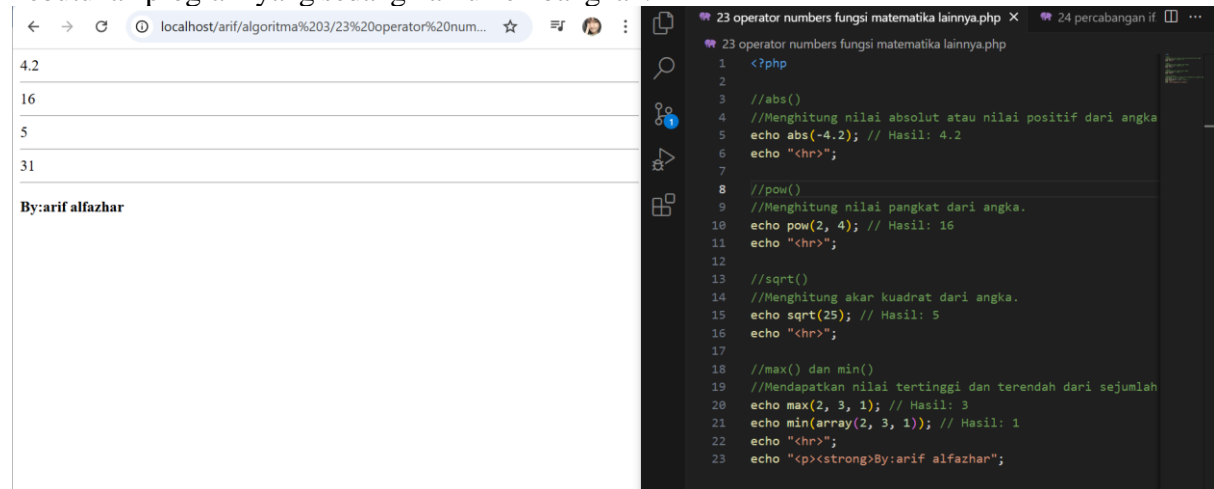 kebutuhan program yang sedang kamu kembangkan.
localhost/arif/algoritma%203/23%20operator%20num...
4.2
16
5
31
By:arif alfazhar
1
23 operator numbers fungsi matematika lainnya.php
24 percabangan if
23 operator numbers fungsi matematika lainnya.php
1 <?php
2
3 //abs()
4 //Menghitung nilai absolut atau nilai positif dari angka
5 echo abs(-4.2); // Hasil: 4.2
6 echo "<hr>";
7
8 //pow()
9 //Menghitung nilai pangkat dari angka.
10 echo pow(2, 4); // Hasil: 16
11 echo "<hr>";
12
13 //sqrt()
14 //Menghitung akar kuadrat dari angka.
15 echo sqrt(25); // Hasil: 5
16 echo "<hr>";
17
18 //max() dan min()
19 //Mendapatkan nilai tertinggi dan terendah dari sejumlah
20 echo max(2, 3, 1); // Hasil: 3
21 echo min(array(2, 3, 1)); // Hasil: 1
22 echo "<hr>";
23 echo "<p><strong>By:arif alfazhar";